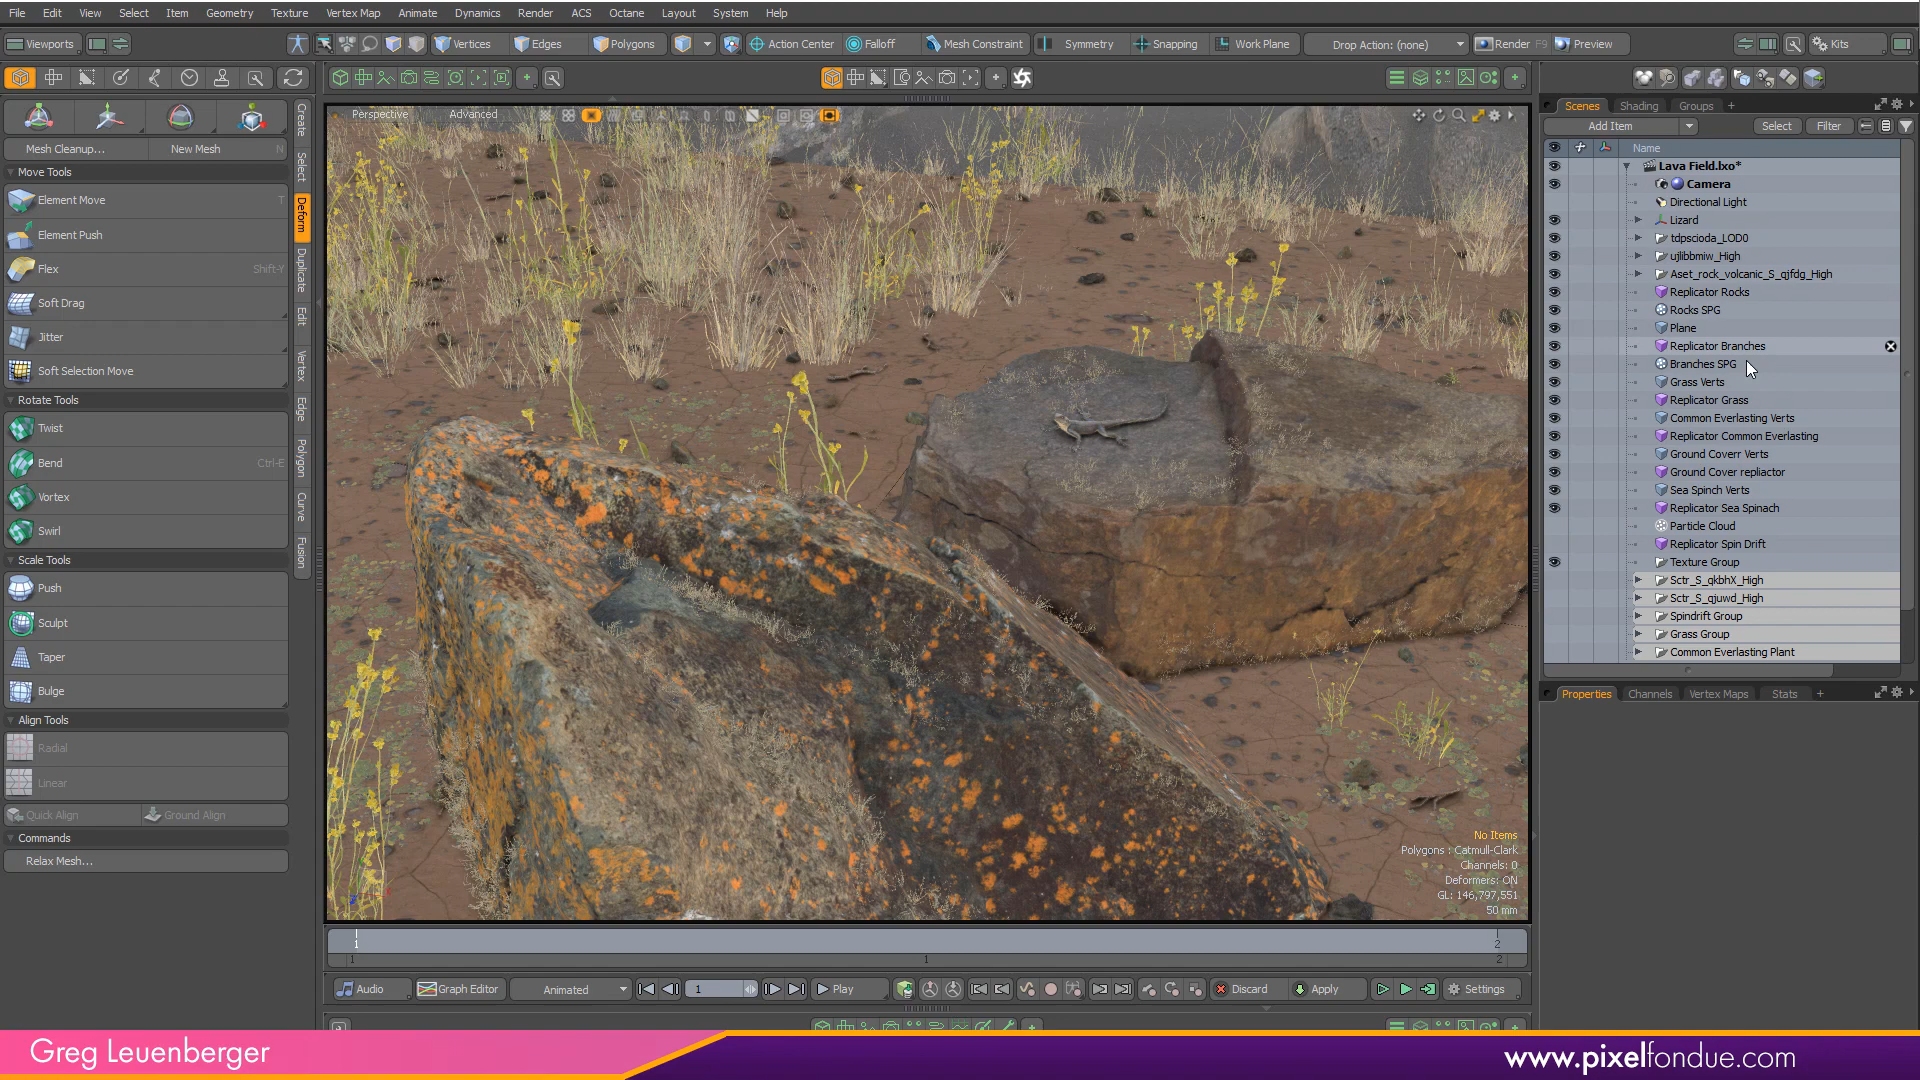 File Edit View Select Item Geometry Texture Vertex Map Animate Dynamics Render ACS Octane Layout System Help
Viewports Vertices Edges Polygons Action Center Falloff Mesh Constraint Symmetry Snapping Work Plane Drop Action: (none) Render F9 Preview Kits
Mesh Cleanup... New Mesh N
Move Tools
Element Move T
Element Push
Flex Shift-Y
Soft Drag
Jitter
Soft Selection Move
Rotate Tools
Twist
Bend Ctrl-E
Vortex
Swirl
Scale Tools
Push
Sculpt
Taper
Bulge
Align Tools
Radial
Linear
Quick Align Ground Align
Commands
Relax Mesh...
Create
Select
Deform
Duplicate
Edit
Vertex
Edge
Polygon
Curve
Fusion
Perspective Advanced
No Items
Polygons : Catmull-Clark
Channels: 0
Deformers: ON
GL: 146,797,551
50 mm
1 2
1 1 2
Audio Graph Editor Animated 1 Play Discard Apply Settings
Scenes Shading Groups +
Add Item Select Filter
Name
Lava Field.lxo*
Camera
Directional Light
Lizard
tdpscioda_LOD0
ujlibbmiw_High
Aset_rock_volcanic_S_qjfdg_High
Replicator Rocks
Rocks SPG
Plane
Replicator Branches
Branches SPG
Grass Verts
Replicator Grass
Common Everlasting Verts
Replicator Common Everlasting
Ground Coverr Verts
Ground Cover repliactor
Sea Spinch Verts
Replicator Sea Spinach
Particle Cloud
Replicator Spin Drift
Texture Group
Sctr_S_qkbhX_High
Sctr_S_qjuwd_High
Spindrift Group
Grass Group
Common Everlasting Plant
Properties Channels Vertex Maps Stats +
Greg Leuenberger
www.pixelfondue.com